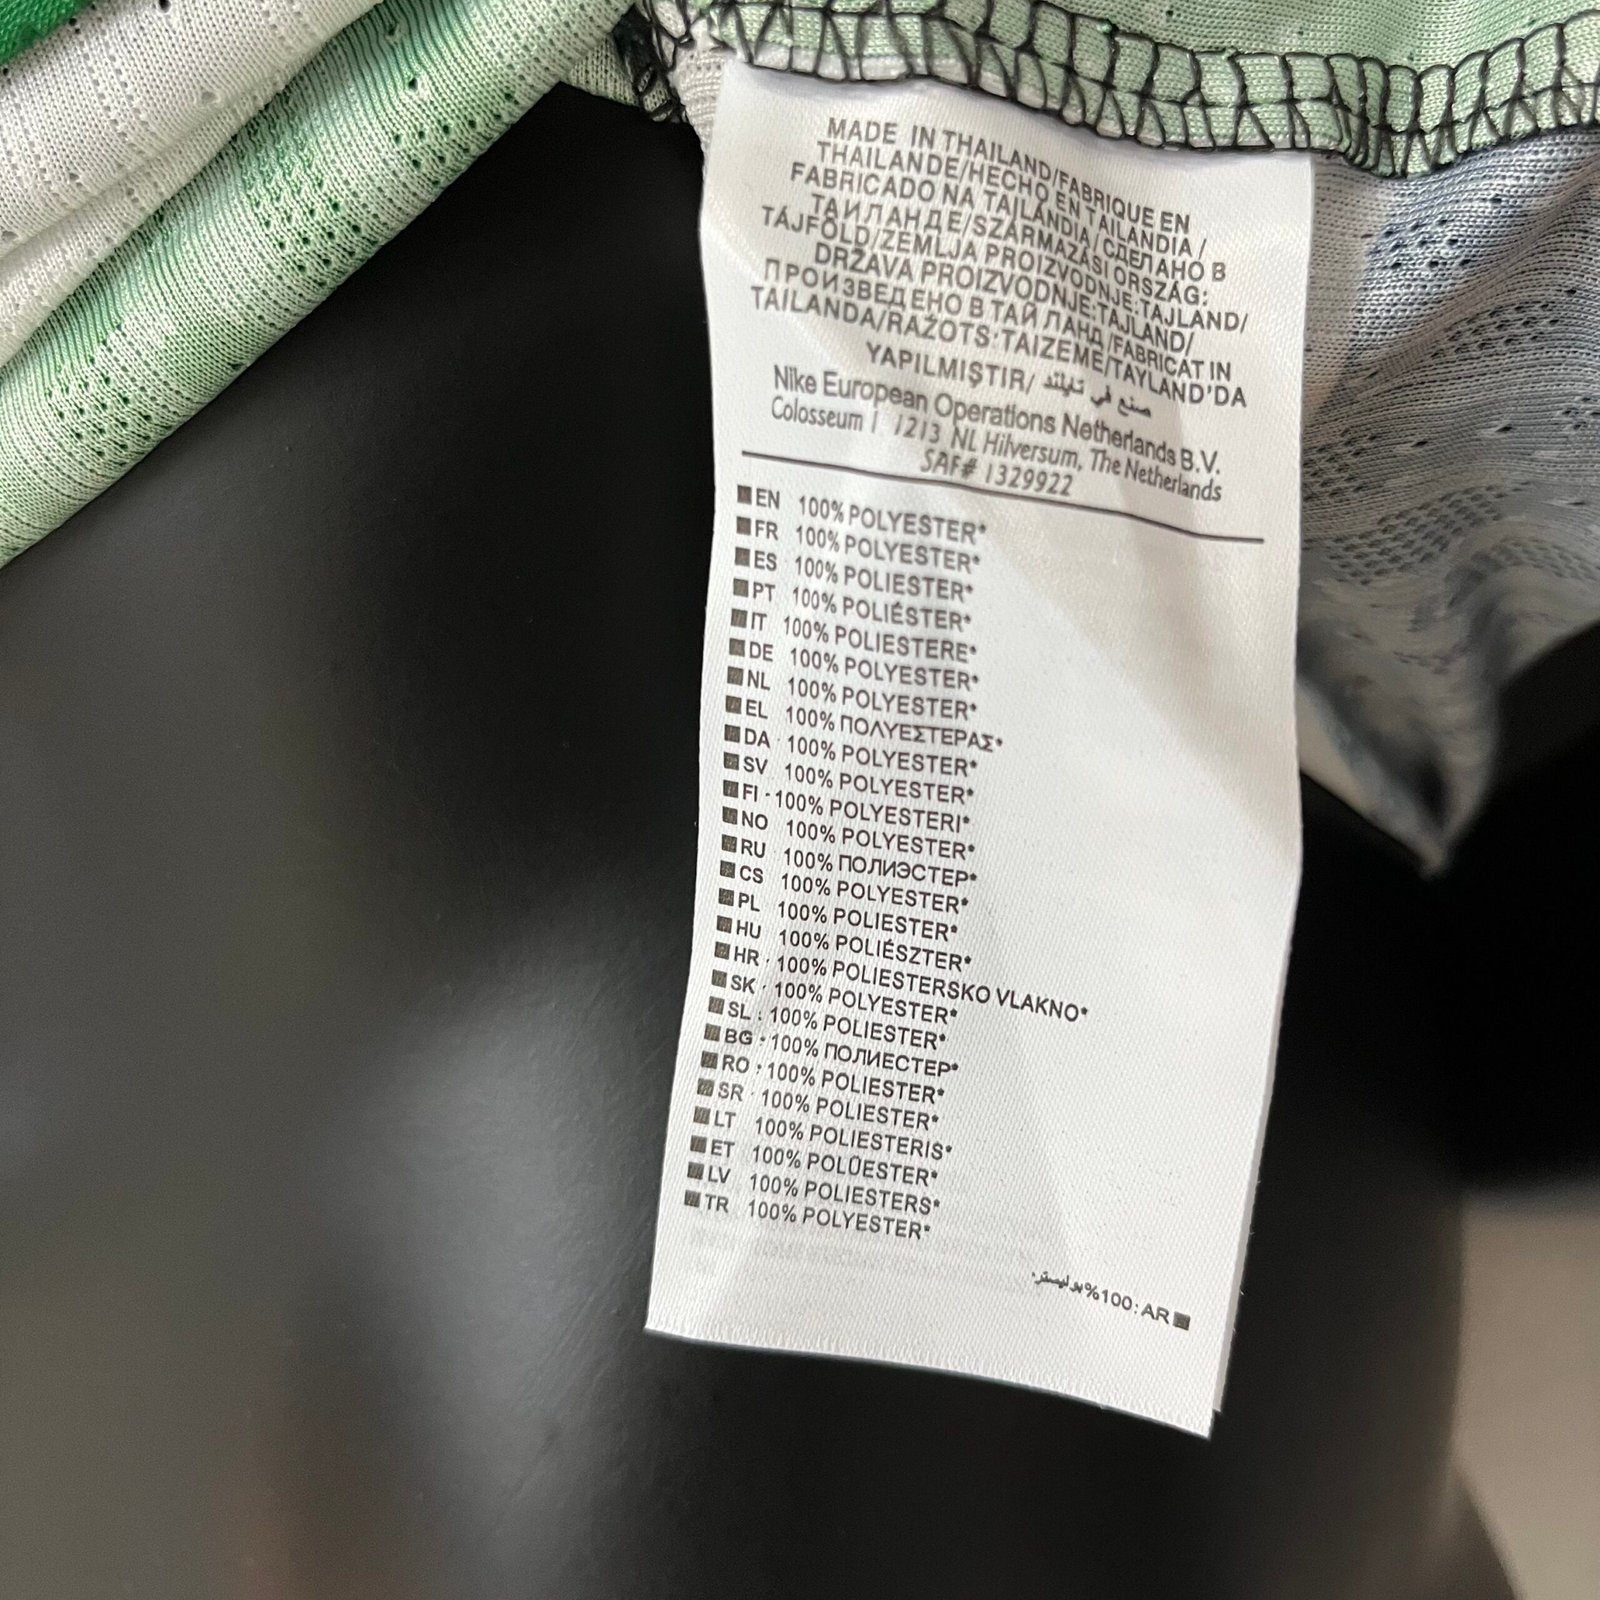 MADE IN THAILAND/FABRIQUE EN
THAILANDE/HECHO EN TAILANDIA /
FABRICADO NA TAILÂNDIA/СДЕЛАНО В
ТАИЛАНДЕ/SZÁRMAZÁSI ORSZÁG:
TÁJFÖLD/ZEMLJA PROIZVODNJE:TAJLAND/
DRŽAVA PROIZVODNJE:TAJLAND/
ПРОИЗВЕДЕНО В ТАЙЛАНД/FABRICAT IN
TAILANDA/RAŽOTS:TAIZEMĒ/TAYLAND'DA
YAPILMIŞTIR/ صنع في تايلند
Nike European Operations Netherlands B.V.
Colosseum 1 1213 NL Hilversum, The Netherlands
SAF# 1329922
EN 100% POLYESTER*
FR 100% POLYESTER*
ES 100% POLIESTER*
PT 100% POLIÉSTER*
IT 100% POLIESTERE*
DE 100% POLYESTER*
NL 100% POLYESTER*
EL 100% ΠΟΛΥΕΣΤΕΡΑΣ*
DA 100% POLYESTER*
SV 100% POLYESTER*
FI 100% POLYESTERI*
NO 100% POLYESTER*
RU 100% ПОЛИЭСТЕР*
CS 100% POLYESTER*
PL 100% POLIESTER*
HU 100% POLIÉSZTER*
HR 100% POLIESTERSKO VLAKNO*
SK 100% POLYESTER*
SL : 100% POLIESTER*
BG : 100% ПОЛИЕСТЕР*
RO : 100% POLIESTER*
SR 100% POLIESTER*
LT 100% POLIESTERIS*
ET 100% POLÜESTER*
LV 100% POLIESTERS*
TR 100% POLYESTER*
AR :100% بوليستر*